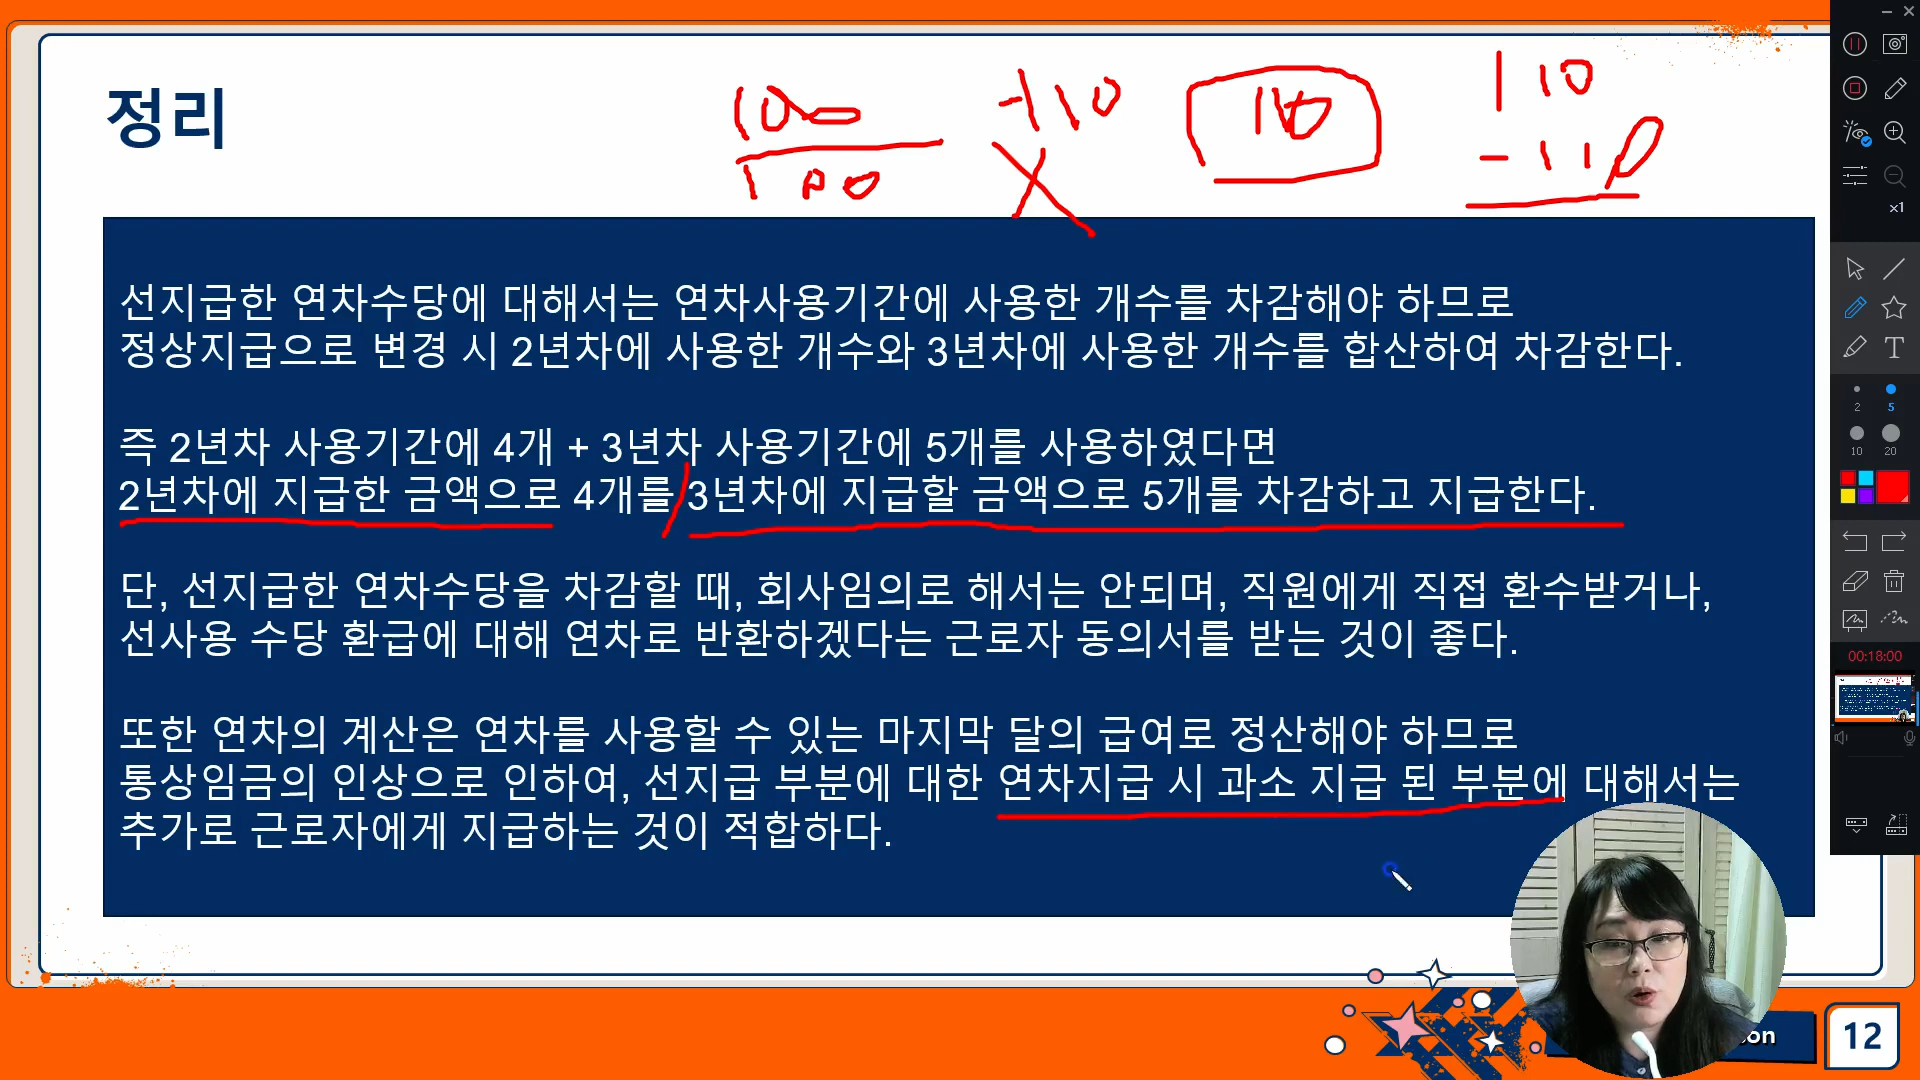 정리
100
100
110
110
-110
선지급한 연차수당에 대해서는 연차사용기간에 사용한 개수를 차감해야 하므로
정상지급으로 변경 시 2년차에 사용한 개수와 3년차에 사용한 개수를 합산하여 차감한다.
즉 2년차 사용기간에 4개 + 3년차 사용기간에 5개를 사용하였다면
2년차에 지급한 금액으로 4개를/3년차에 지급할 금액으로 5개를 차감하고 지급한다.
단, 선지급한 연차수당을 차감할 때, 회사임의로 해서는 안되며, 직원에게 직접 환수받거나,
선사용 수당 환급에 대해 연차로 반환하겠다는 근로자 동의서를 받는 것이 좋다.
또한 연차의 계산은 연차를 사용할 수 있는 마지막 달의 급여로 정산해야 하므로
통상임금의 인상으로 인하여, 선지급 부분에 대한 연차지급 시 과소 지급 된 부분에 대해서는
추가로 근로자에게 지급하는 것이 적합하다.
12
x1
T
2 5
10 20
00:18:00